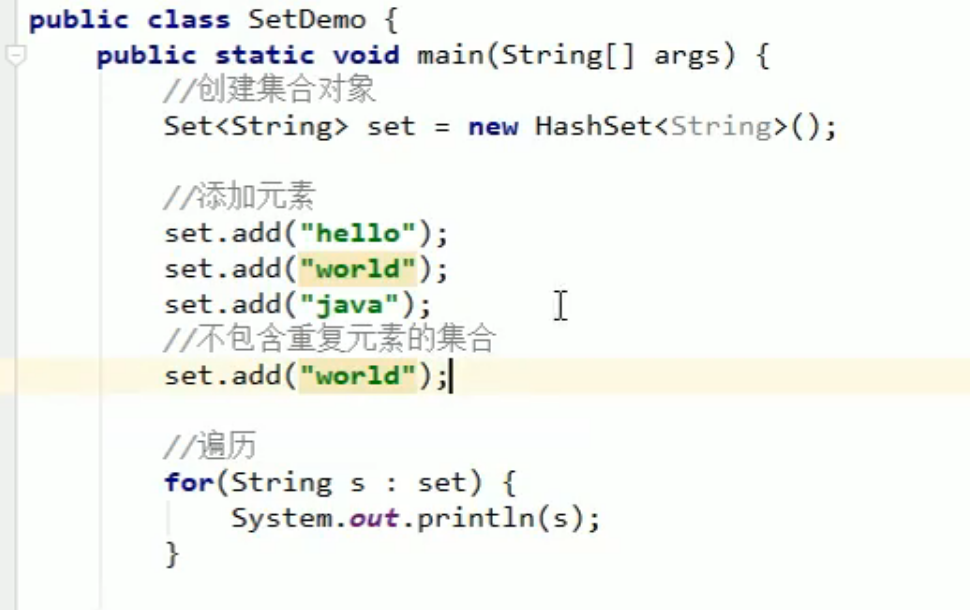 public class SetDemo {
public static void main(String[] args) {
//创建集合对象
Set<String> set = new HashSet<String>();
//添加元素
set.add("hello");
set.add("world");
set.add("java");
//不包含重复元素的集合
set.add("world");
//遍历
for(String s : set) {
System.out.println(s);
}